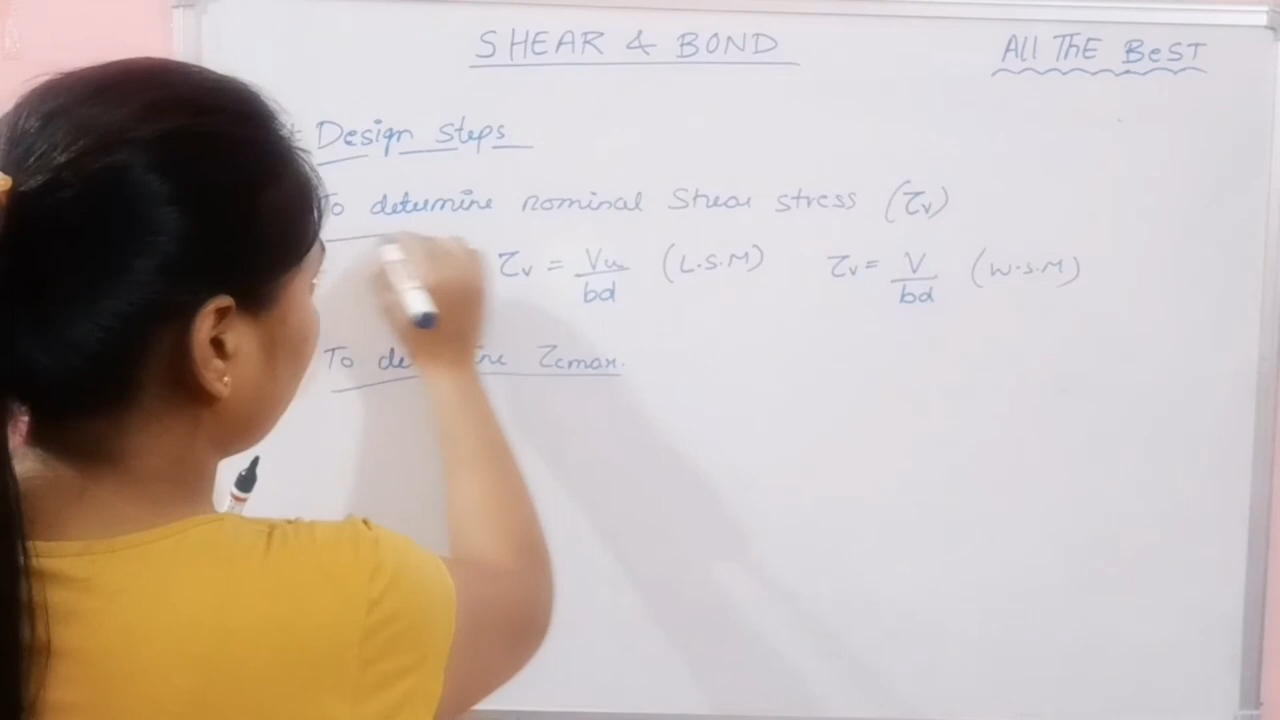 SHEAR & BOND
All ThE BeST
Design Steps
To determine nominal Shear stress (τv)
τv = Vu/bd (L.S.M) τv = V/bd (W.S.M)
To τcmax.